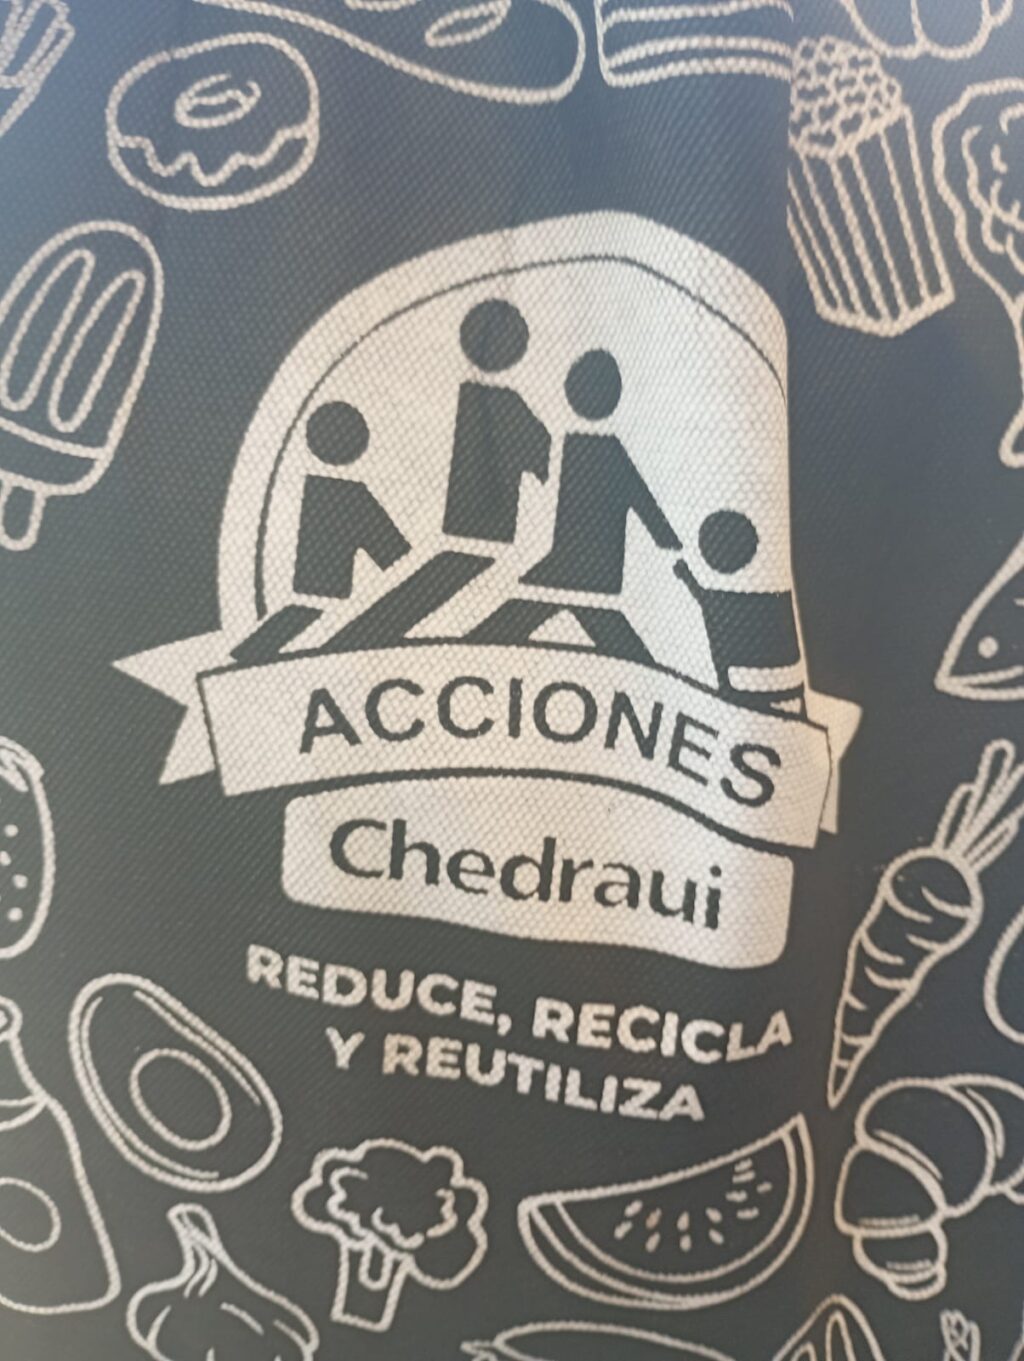 ACCIONES
Chedraui
REDUCE, RECICLA
Y REUTILIZA